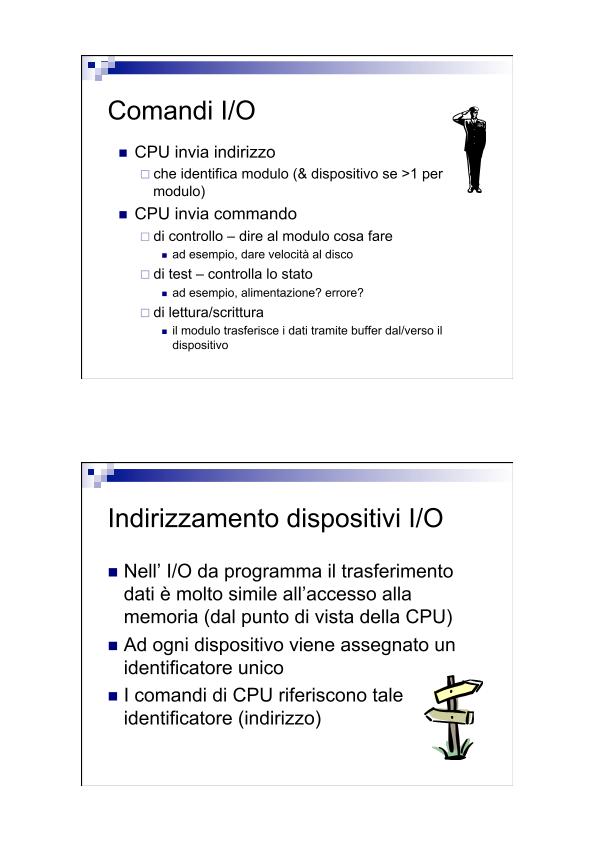 Comandi I/O
CPU invia indirizzo
che identifica modulo (& dispositivo se >1 per
modulo)
CPU invia commando
di controllo – dire al modulo cosa fare
ad esempio, dare velocità al disco
di test – controlla lo stato
ad esempio, alimentazione? errore?
di lettura/scrittura
il modulo trasferisce i dati tramite buffer dal/verso il
dispositivo
Indirizzamento dispositivi I/O
Nell’ I/O da programma il trasferimento
dati è molto simile all’accesso alla
memoria (dal punto di vista della CPU)
Ad ogni dispositivo viene assegnato un
identificatore unico
I comandi di CPU riferiscono tale
identificatore (indirizzo)